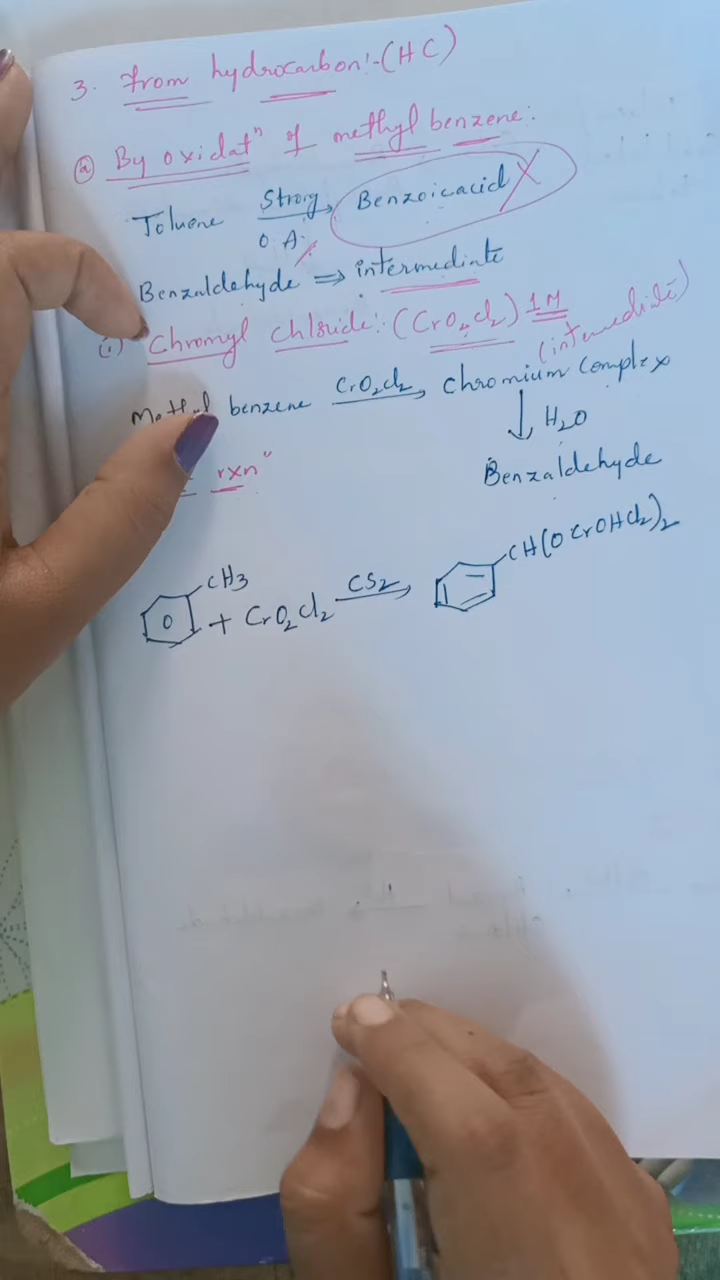 3. From hydrocarbon:-(HC)
ⓐ By oxidatⁿ of methyl benzene:
Toluene Strong O A. → Benzoicacid X
Benzaldehyde ⇒ intermediate
(i) Chromyl chloride: (CrO₂Cl₂) 1M
(intermediate)
benzene CrO₂Cl₂ → chromium complex
↓ H₂O
Benzaldehyde
rxn"
CH3 + CrO₂Cl₂ CS₂ → CH(OCrOHCl₂)₂